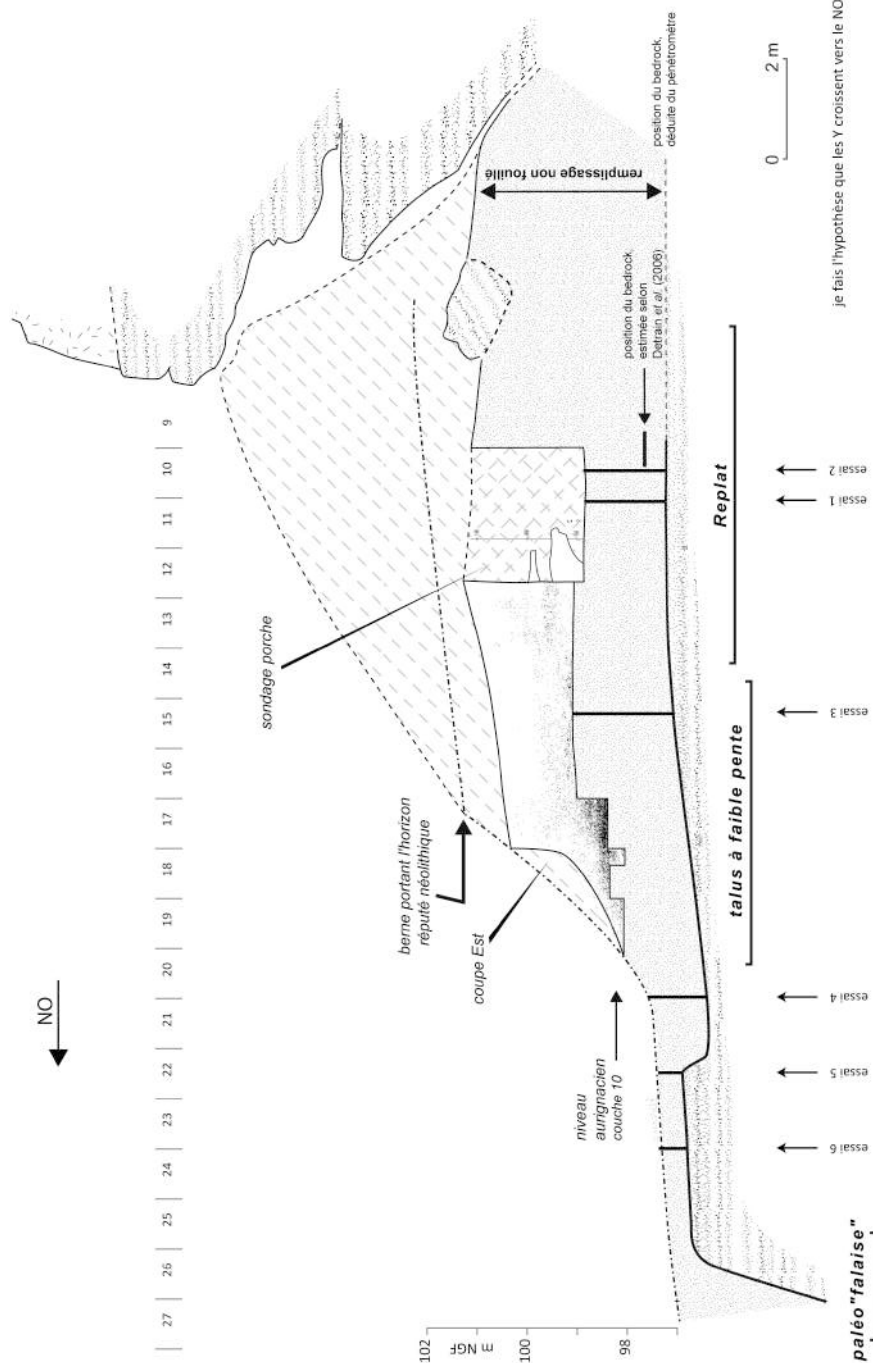 NO
27 26 25 24 23 22 21 20 19 18 17 16 15 14 13 12 11 10 9
sondage porche
berne portant l'horizon
réputé néolithique
coupe Est
niveau
aurignacien
couche 10
remplissage non fouillé
position du bedrock,
estimée selon
Detrain et al. (2006)
position du bedrock,
déduite du pénétromètre
102
m NGF
100
98
0 2 m
Replat
talus à faible pente
paléo "falaise"
essai 6
essai 5
essai 4
essai 3
essai 1
essai 2
je fais l'hypothèse que les Y croissent vers le NO